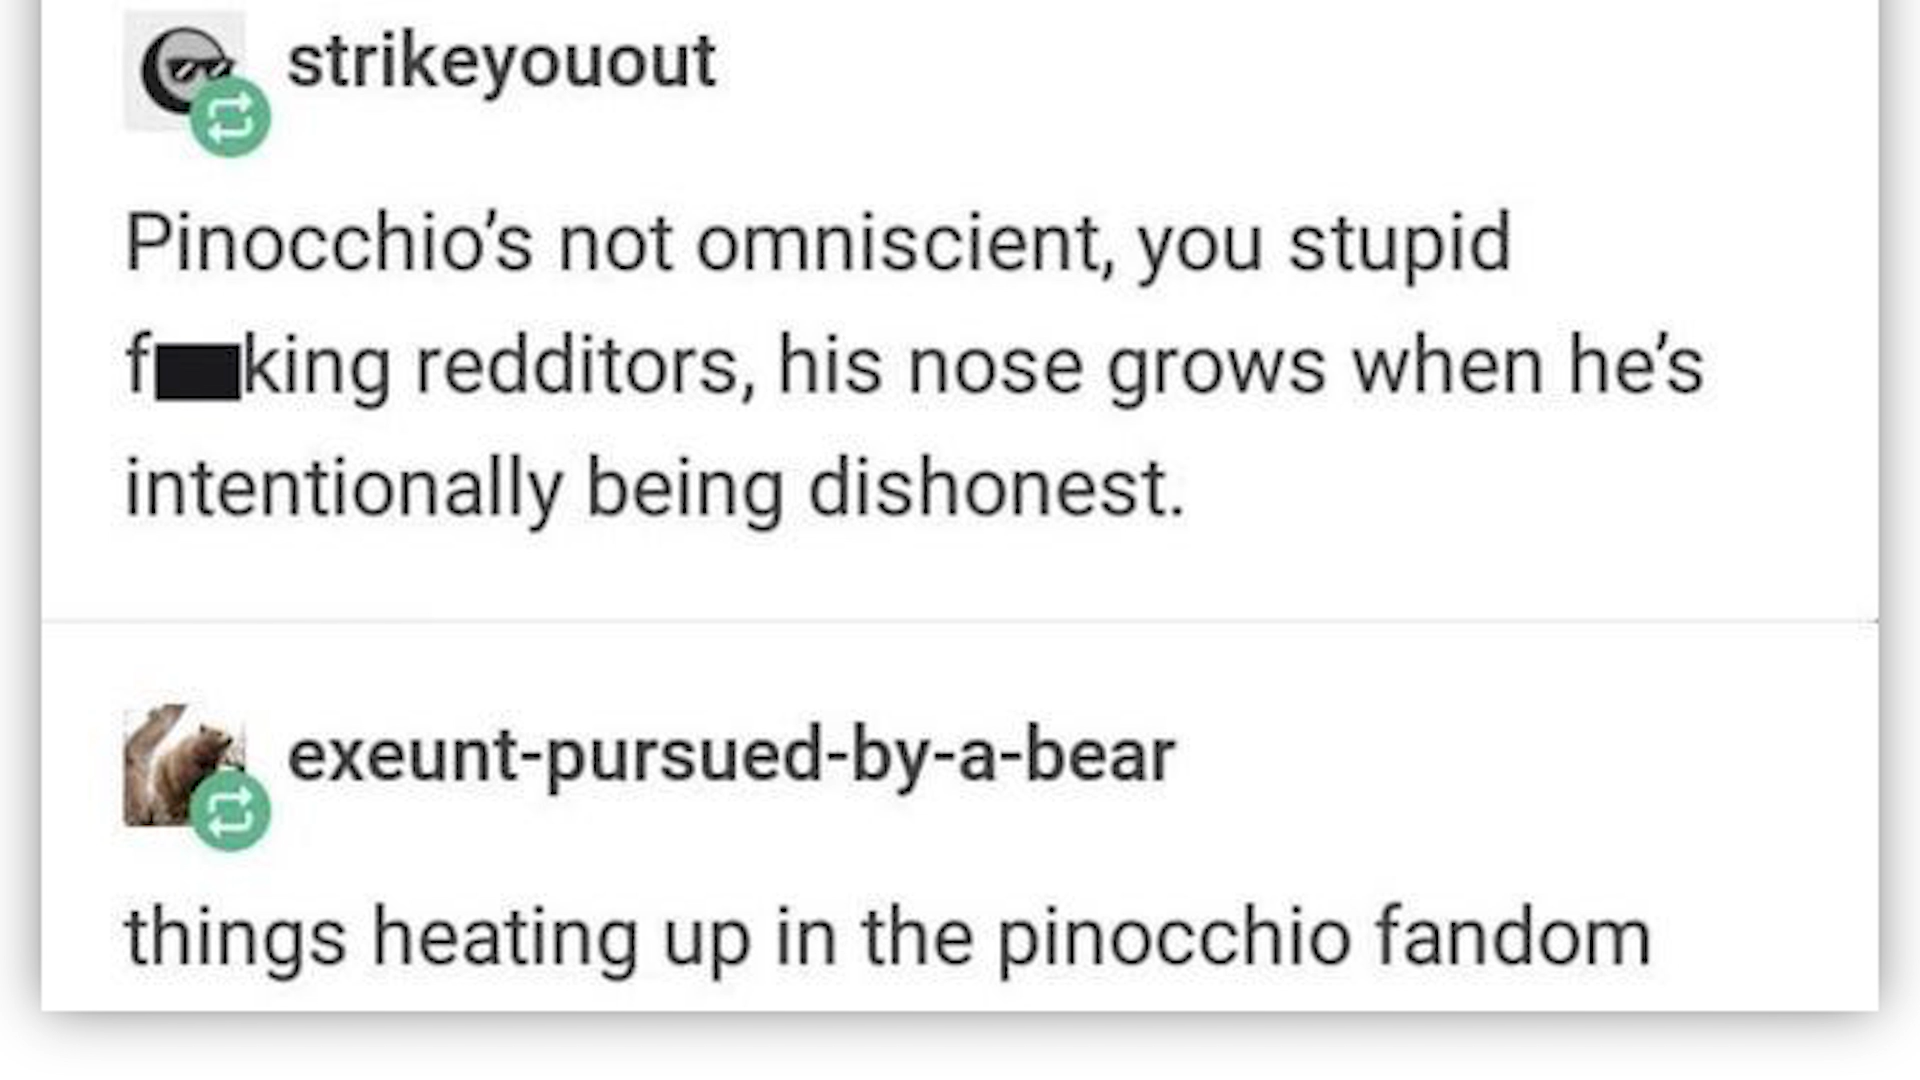 strikeyouout
Pinocchio’s not omniscient, you stupid
f■king redditors, his nose grows when he’s
intentionally being dishonest.
exeunt-pursued-by-a-bear
things heating up in the pinocchio fandom